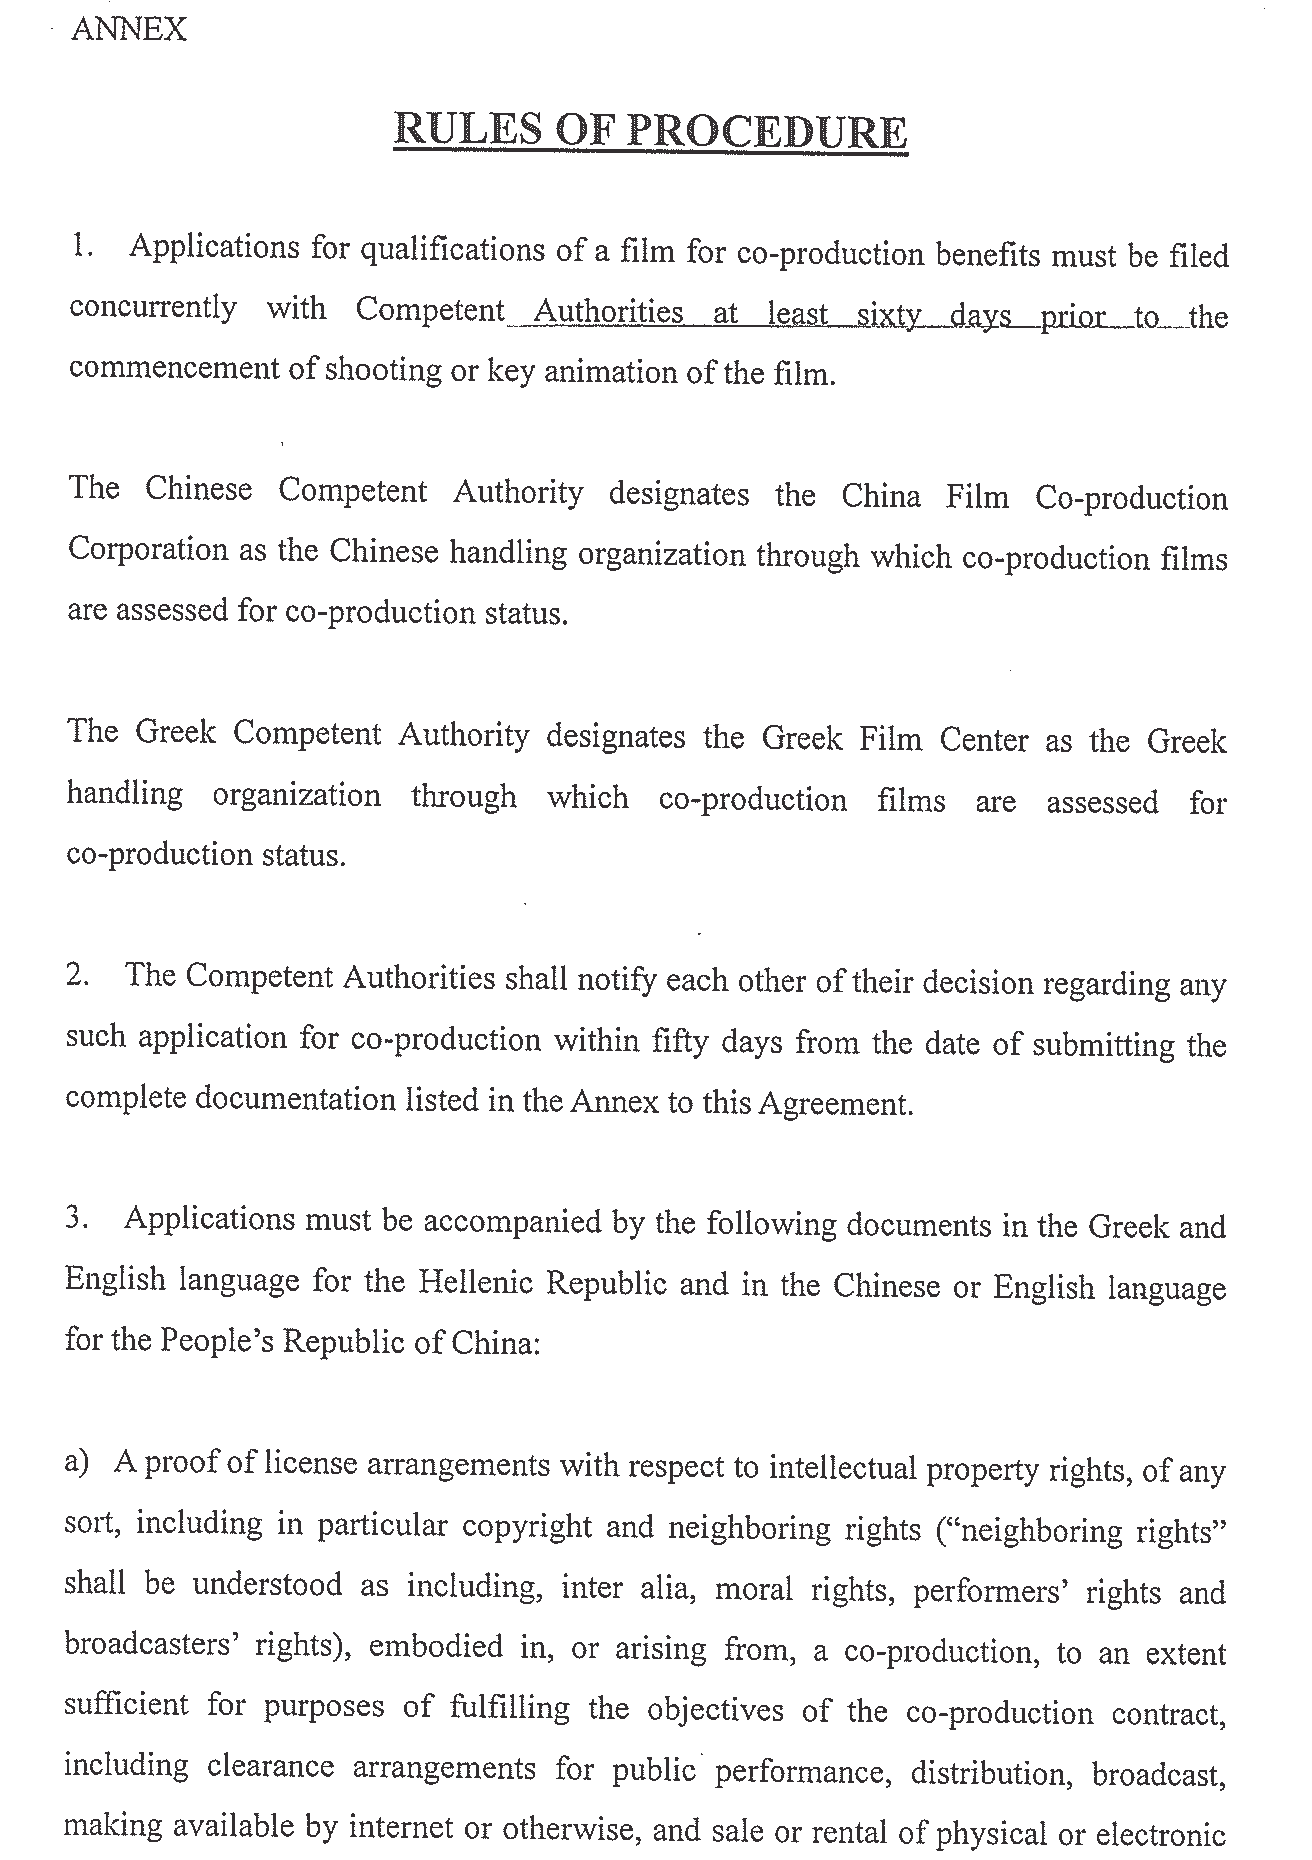 ANNEX
RULES OF PROCEDURE
1. Applications for qualifications of a film for co-production benefits must be filed
concurrently with Competent Authorities at least sixty days prior to the
commencement of shooting or key animation of the film.
The Chinese Competent Authority designates the China Film Co-production
Corporation as the Chinese handling organization through which co-production films
are assessed for co-production status.
The Greek Competent Authority designates the Greek Film Center as the Greek
handling organization through which co-production films are assessed for
co-production status.
2. The Competent Authorities shall notify each other of their decision regarding any
such application for co-production within fifty days from the date of submitting the
complete documentation listed in the Annex to this Agreement.
3. Applications must be accompanied by the following documents in the Greek and
English language for the Hellenic Republic and in the Chinese or English language
for the People’s Republic of China:
a) A proof of license arrangements with respect to intellectual property rights, of any
sort, including in particular copyright and neighboring rights (“neighboring rights”
shall be understood as including, inter alia, moral rights, performers’ rights and
broadcasters’ rights), embodied in, or arising from, a co-production, to an extent
sufficient for purposes of fulfilling the objectives of the co-production contract,
including clearance arrangements for public performance, distribution, broadcast,
making available by internet or otherwise, and sale or rental of physical or electronic